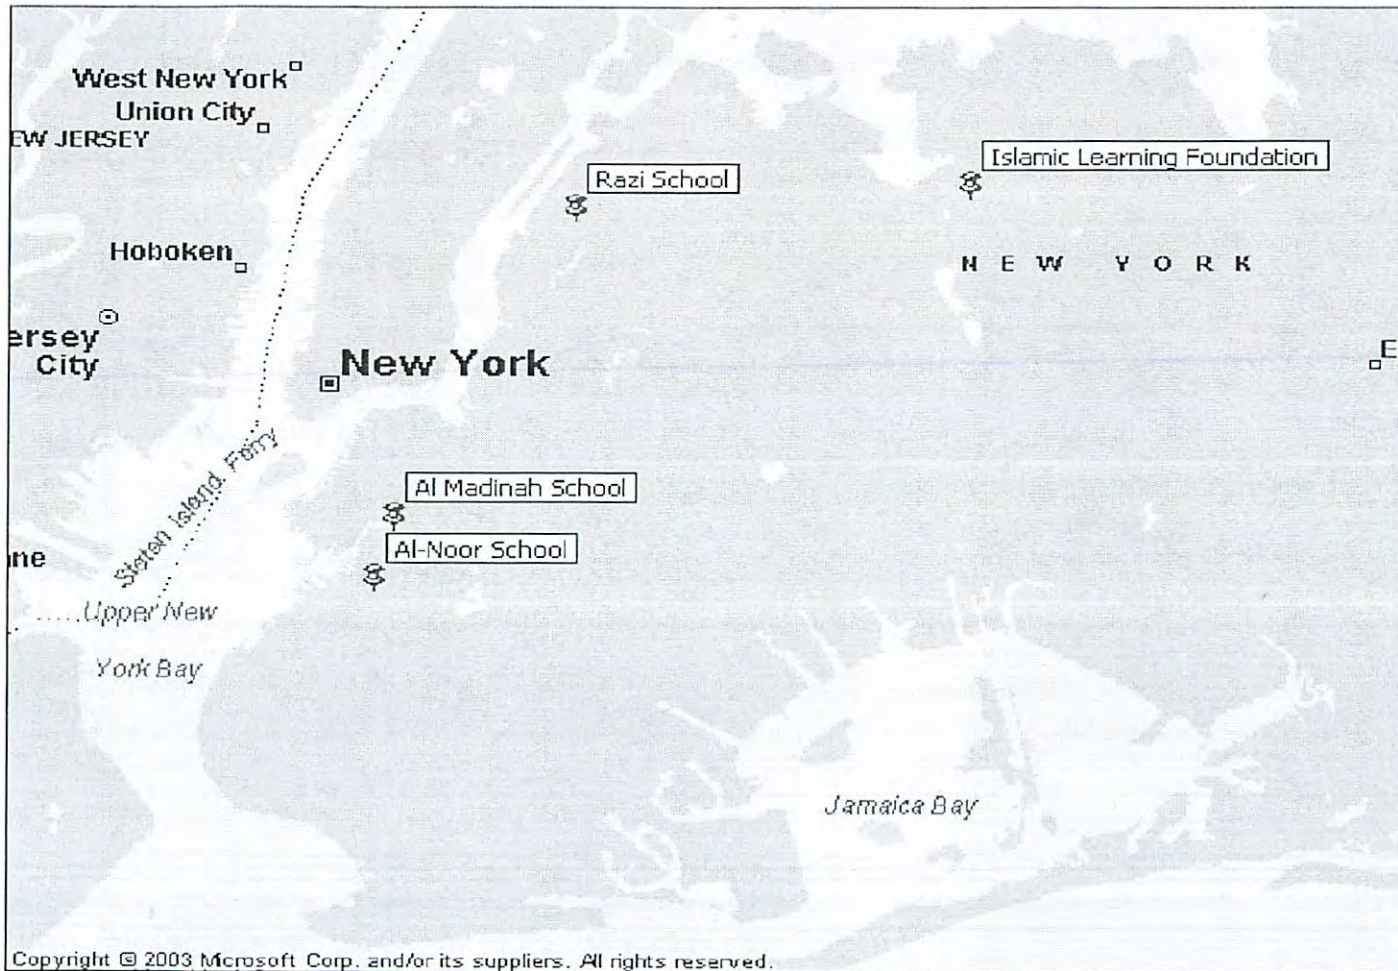 West New York
Union City
EW JERSEY
Islamic Learning Foundation
Razi School
Hoboken
NEW YORK
ersey
City
New York
E
Staten Island Ferry
Al Madinah School
Al-Noor School
ne
Upper New
York Bay
Jamaica Bay
Copyright © 2003 Microsoft Corp. and/or its suppliers. All rights reserved.